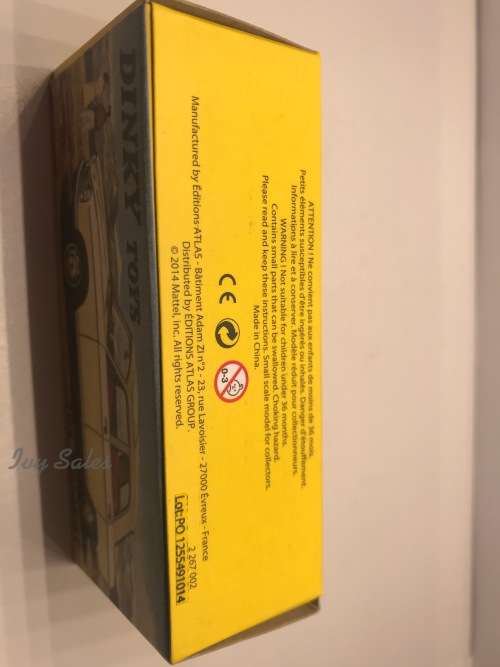 DINKY TOYS
ATTENTION ! Ne convient pas aux enfants de moins de 36 mois.
Petits éléments susceptibles d'être ingérés ou inhalés. Danger d'étouffement.
Informations à lire et à conserver. Modèle réduit pour collectionneurs.
WARNING ! Not suitable for children under 36 months.
Contains small parts that can be swallowed. Choking hazard.
Please read and keep these instructions. Small scale model for collectors.
Made in China.
CE
0-3
Manufactured by Éditions ATLAS - Bâtiment Adam ZI n°2 - 23, rue Lavoisier - 27000 Évreux - France
Distributed by ÉDITIONS ATLAS GROUP.
© 2014 Mattel, Inc. All rights reserved.
2 267 002
Lot:PO 1255491014
Ivy Sales